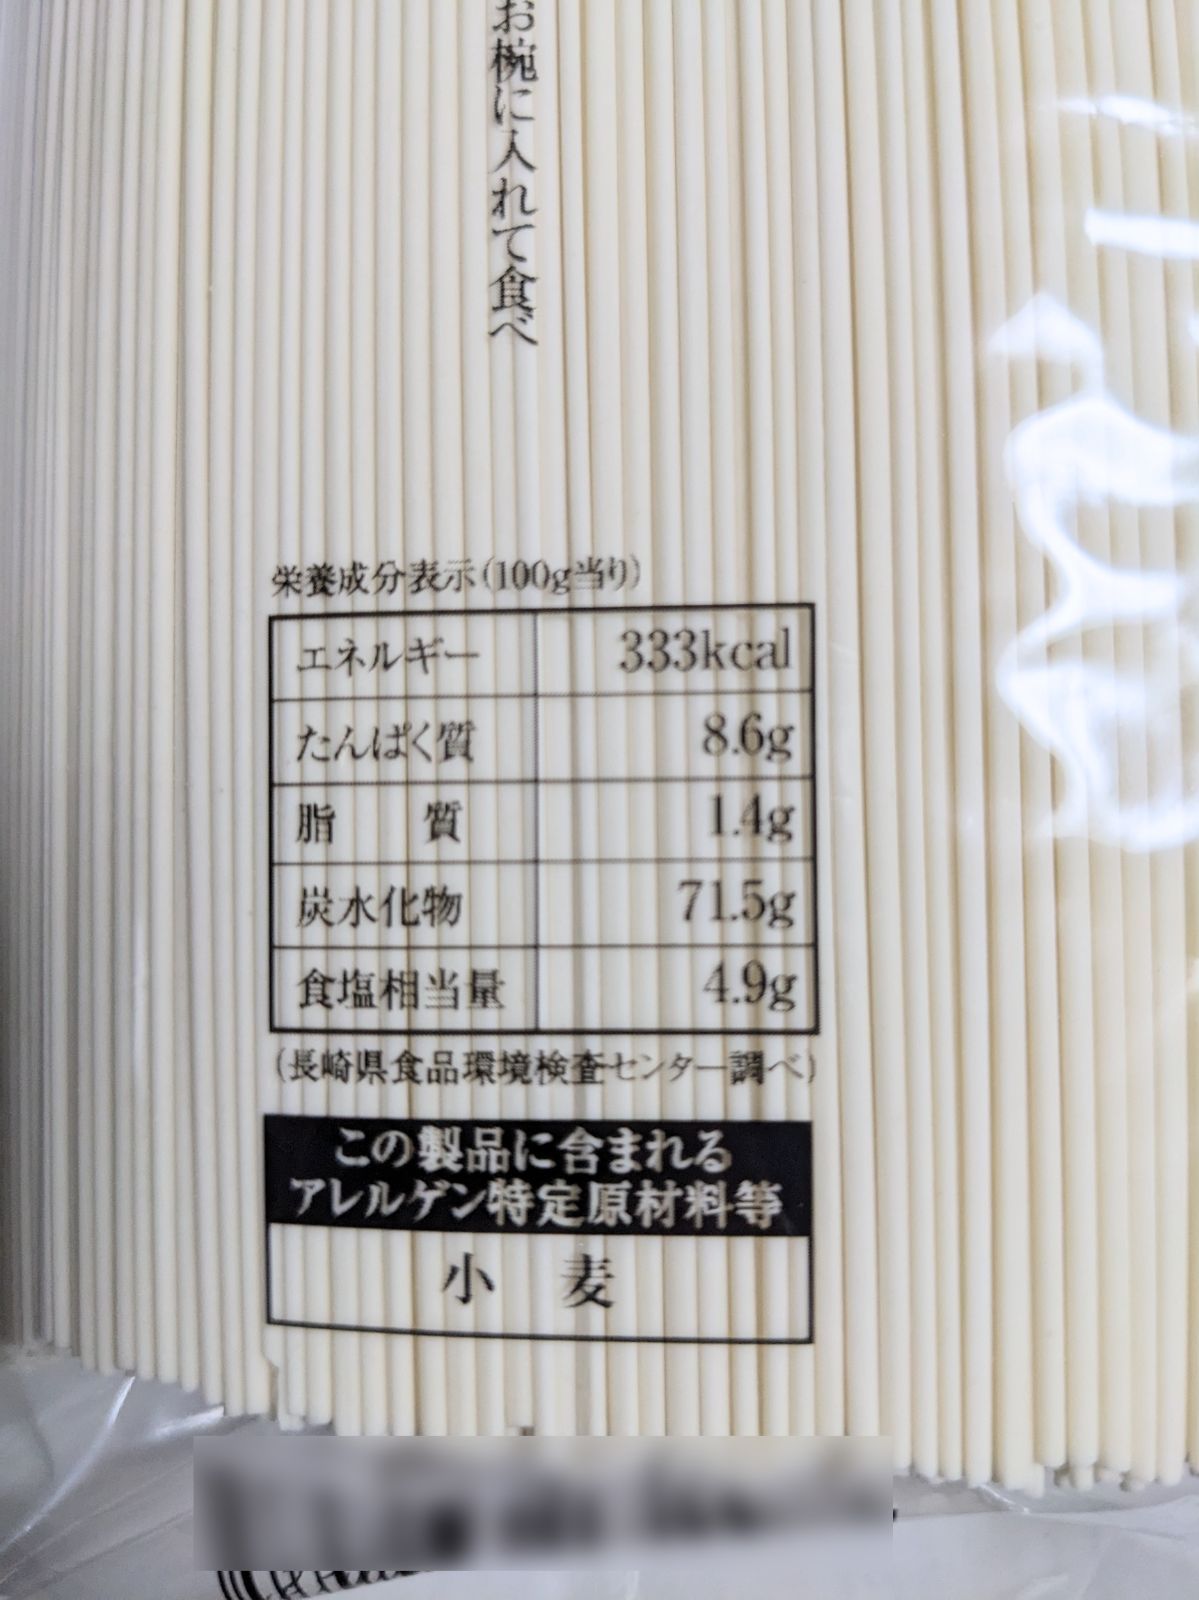 お椀に入れて食べ
栄養成分表示(100g当り)
エネルギー 333kcal
たんぱく質 8.6g
脂 質 1.4g
炭水化物 71.5g
食塩相当量 4.9g
(長崎県食品環境検査センター調べ)
この製品に含まれる
アレルゲン特定原材料等
小 麦